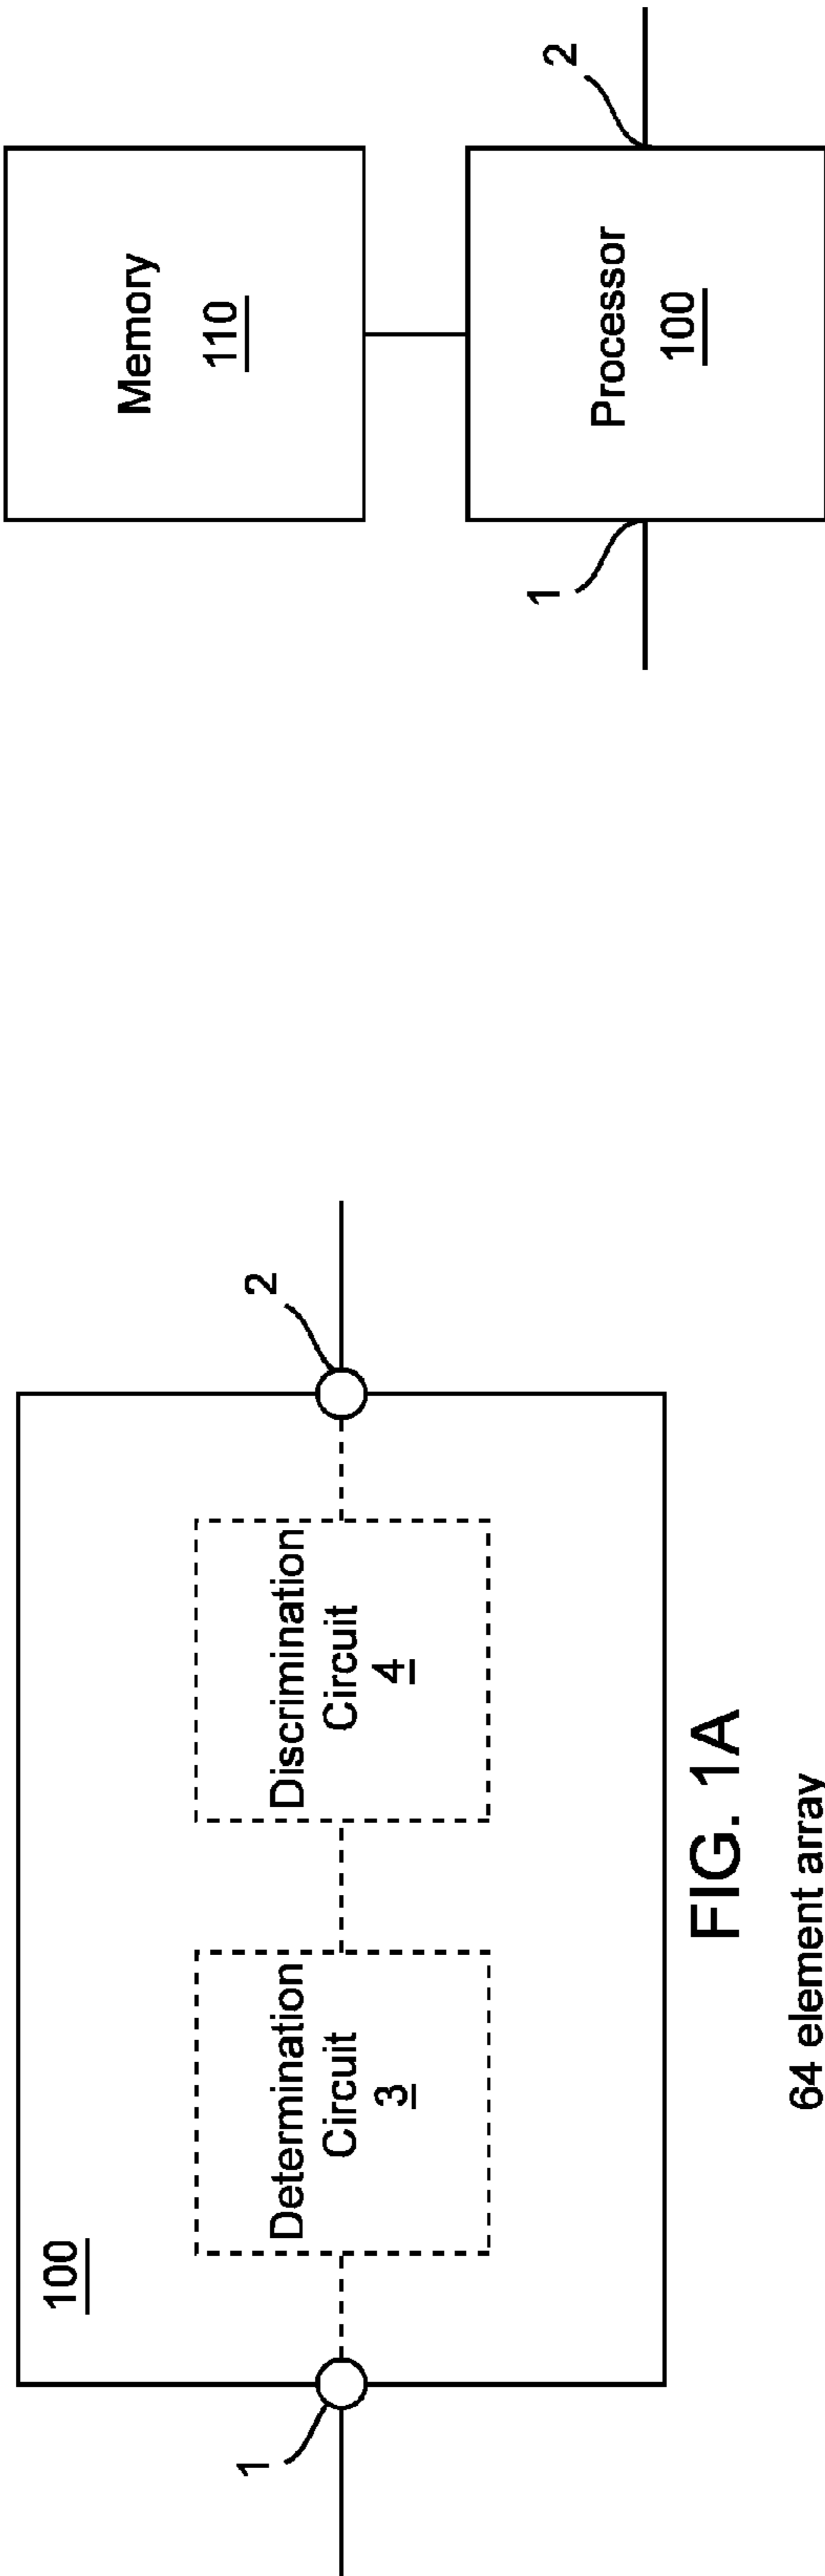 100
1
Determination
Circuit
3
Discrimination
Circuit
4
2
FIG. 1A
64 element array
Memory
110
1
Processor
100
2